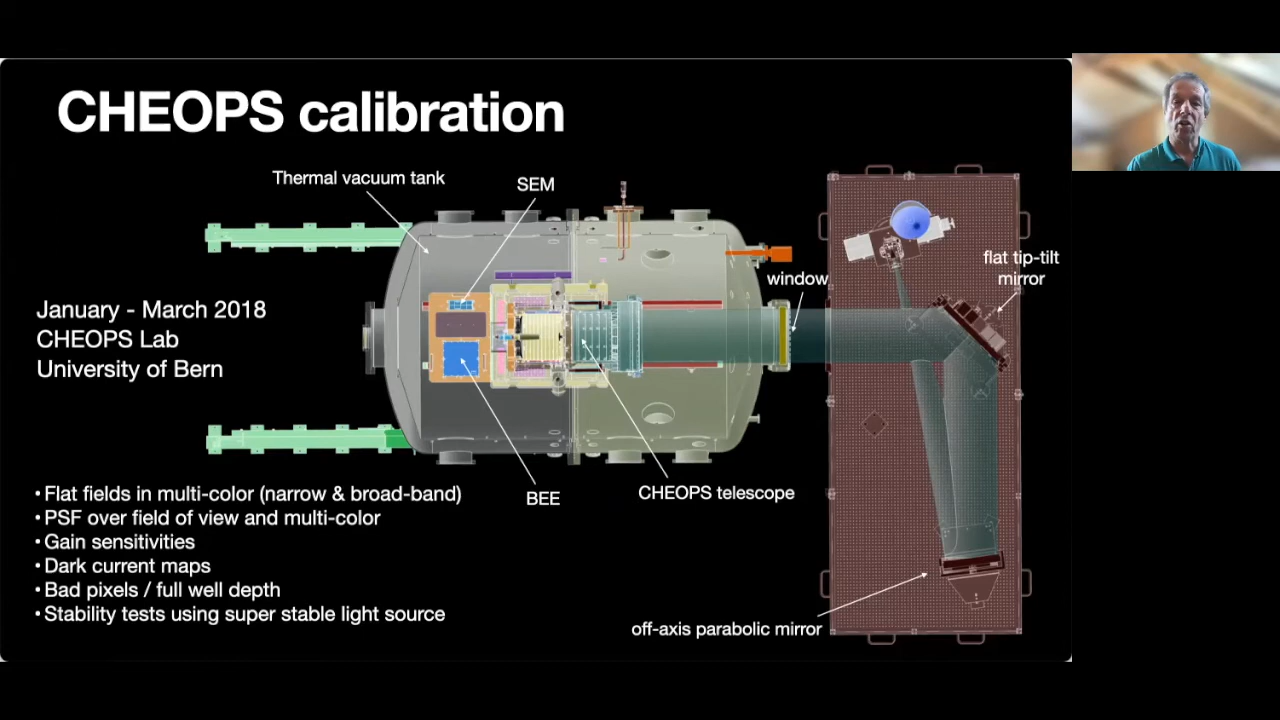 CHEOPS calibration
Thermal vacuum tank
SEM
window
flat tip-tilt
mirror
January - March 2018
CHEOPS Lab
University of Bern
BEE
CHEOPS telescope
• Flat fields in multi-color (narrow & broad-band)
• PSF over field of view and multi-color
• Gain sensitivities
• Dark current maps
• Bad pixels / full well depth
• Stability tests using super stable light source
off-axis parabolic mirror